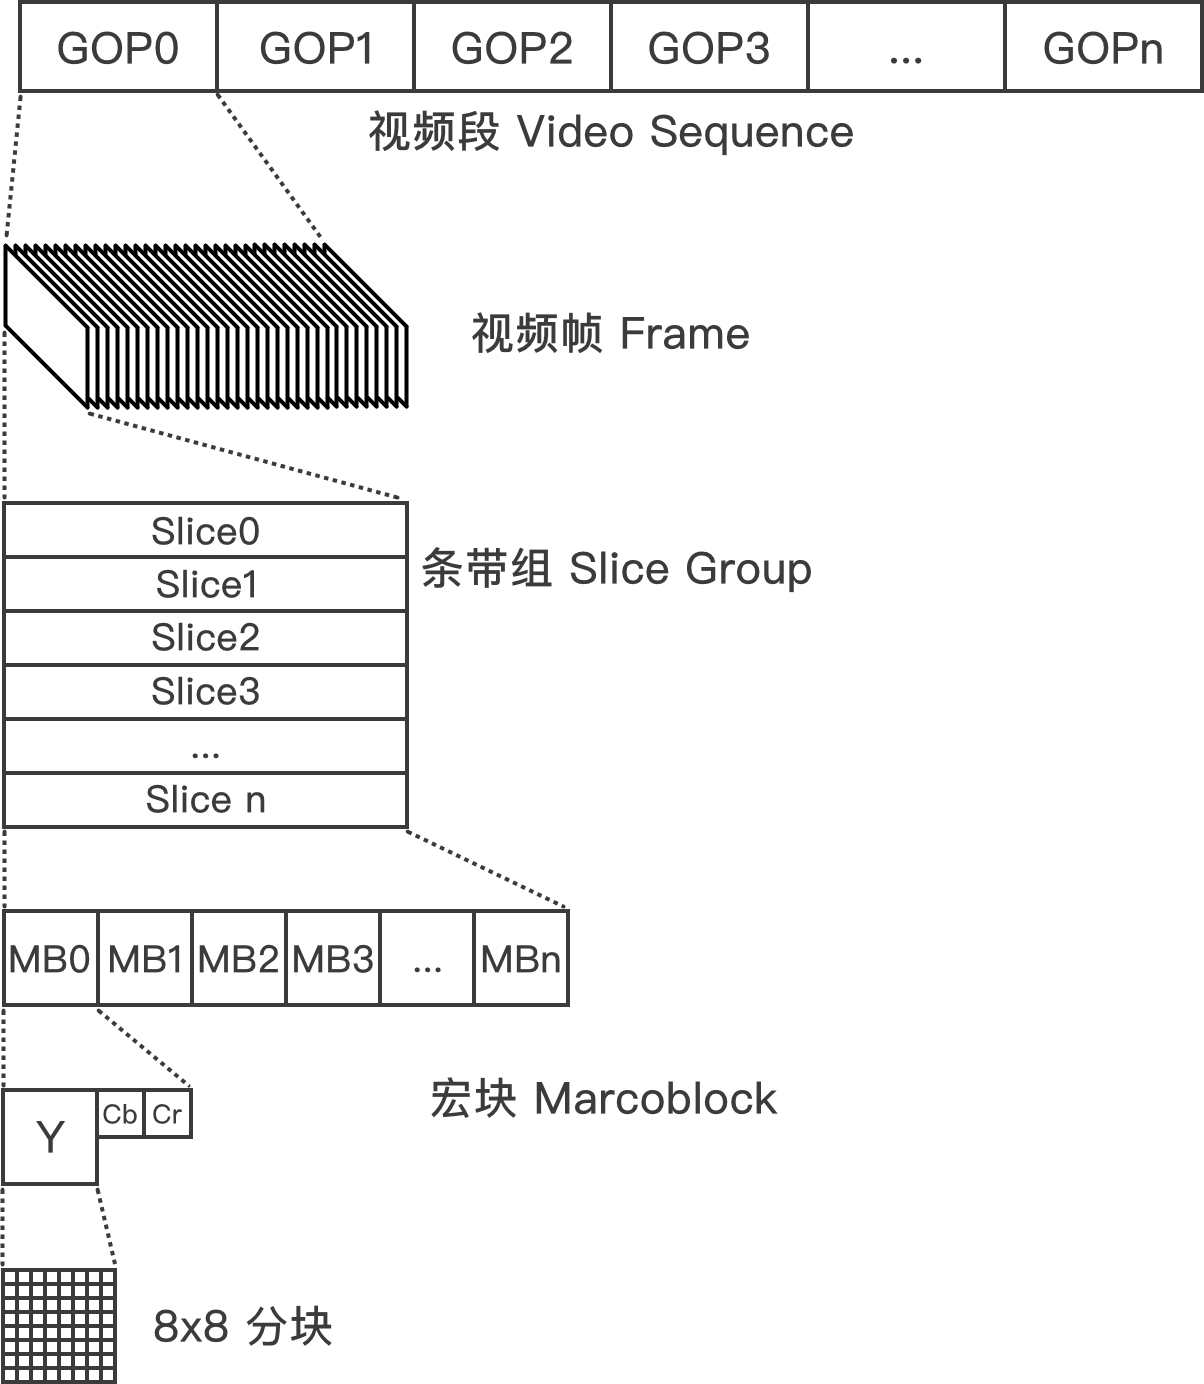 GOP0 GOP1 GOP2 GOP3 ... GOPn
视频段 Video Sequence
视频帧 Frame
Slice0
条带组 Slice Group
Slice1
Slice2
Slice3
...
Slice n
MB0 MB1 MB2 MB3 ... MBn
宏块 Marcoblock
Y Cb Cr
8x8 分块